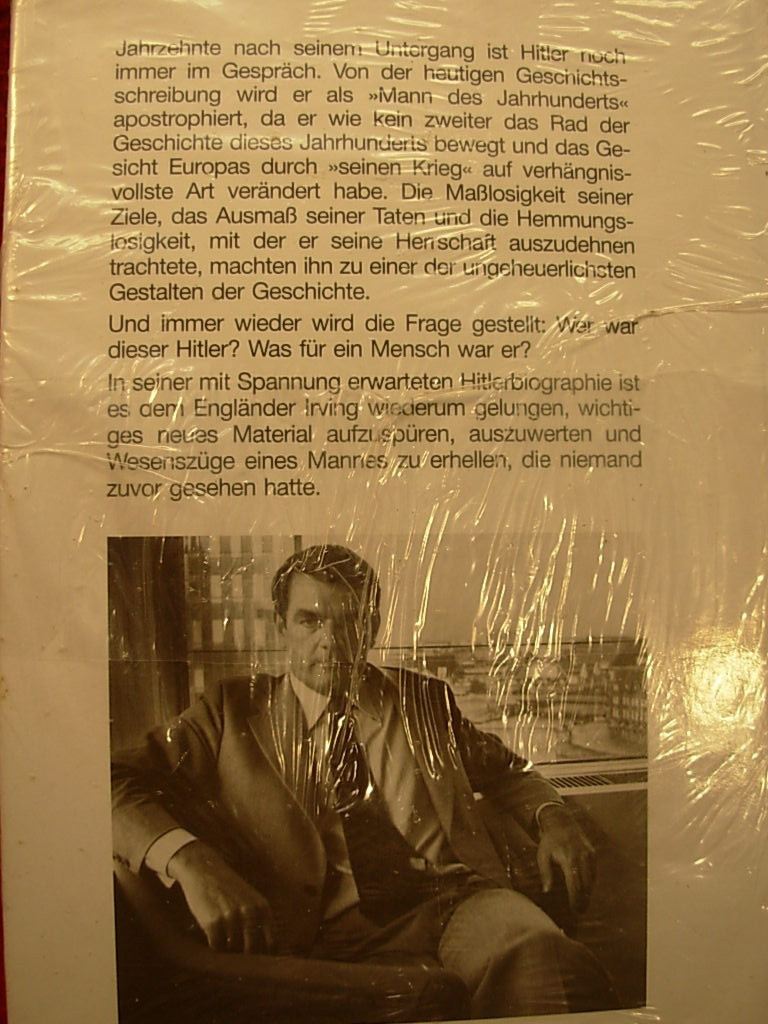 Jahrzehnte nach seinem Untergang ist Hitler noch
immer im Gespräch. Von der heutigen Geschichts-
schreibung wird er als »Mann des Jahrhunderts«
apostrophiert, da er wie kein zweiter das Rad der
Geschichte dieses Jahrhunderts bewegt und das Ge-
sicht Europas durch »seinen Krieg« auf verhängnis-
vollste Art verändert habe. Die Maßlosigkeit seiner
Ziele, das Ausmaß seiner Taten und die Hemmungs-
losigkeit, mit der er seine Herrschaft auszudehnen
trachtete, machten ihn zu einer der ungeheuerlichsten
Gestalten der Geschichte.
Und immer wieder wird die Frage gestellt: Wer war
dieser Hitler? Was für ein Mensch war er?
In seiner mit Spannung erwarteten Hitlerbiographie ist
es dem Engländer Irving wiederum gelungen, wichti-
ges neues Material aufzuspüren, auszuwerten und
Wesenszüge eines Mannes zu erhellen, die niemand
zuvor gesehen hatte.